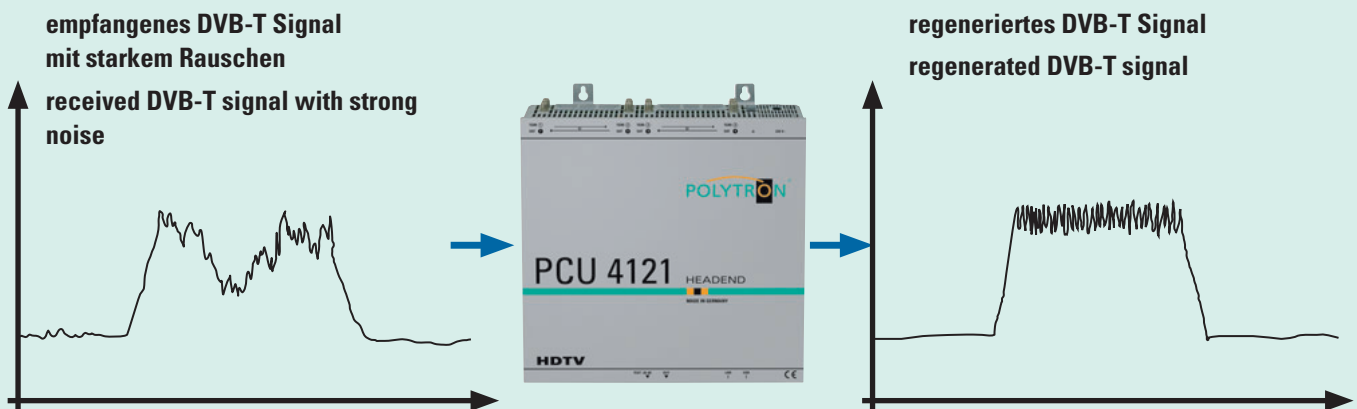 empfangenes DVB-T Signal
mit starkem Rauschen
received DVB-T signal with strong
noise
POLYTRON
PCU 4121 HEADEND
MADE IN GERMANY
HDTV
CE
regeneriertes DVB-T Signal
regenerated DVB-T signal